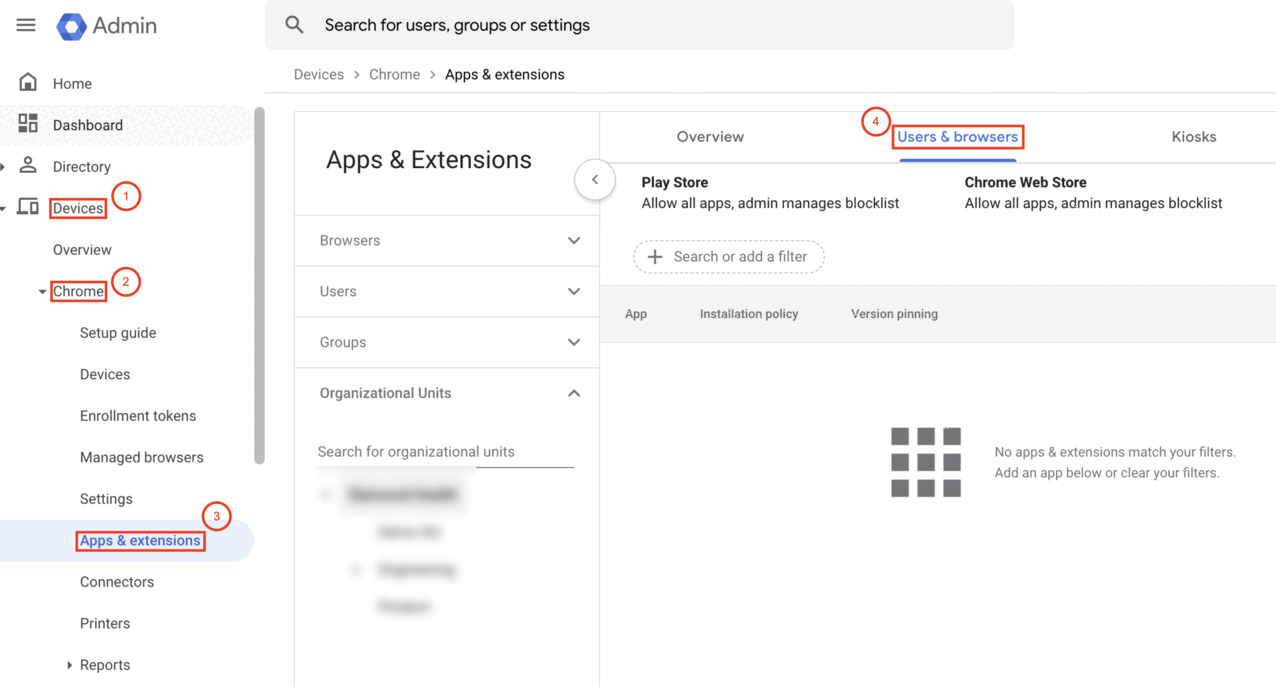 Admin
Search for users, groups or settings
Home
Dashboard
Directory
Devices
1
Overview
Chrome
2
Setup guide
Devices
Enrollment tokens
Managed browsers
Settings
Apps & extensions
3
Connectors
Printers
Reports
Devices > Chrome > Apps & extensions
Apps & Extensions
Browsers
Users
Groups
Organizational Units
Search for organizational units
Overview
4
Users & browsers
Kiosks
Play Store
Allow all apps, admin manages blocklist
Chrome Web Store
Allow all apps, admin manages blocklist
Search or add a filter
App
Installation policy
Version pinning
No apps & extensions match your filters.
Add an app below or clear your filters.